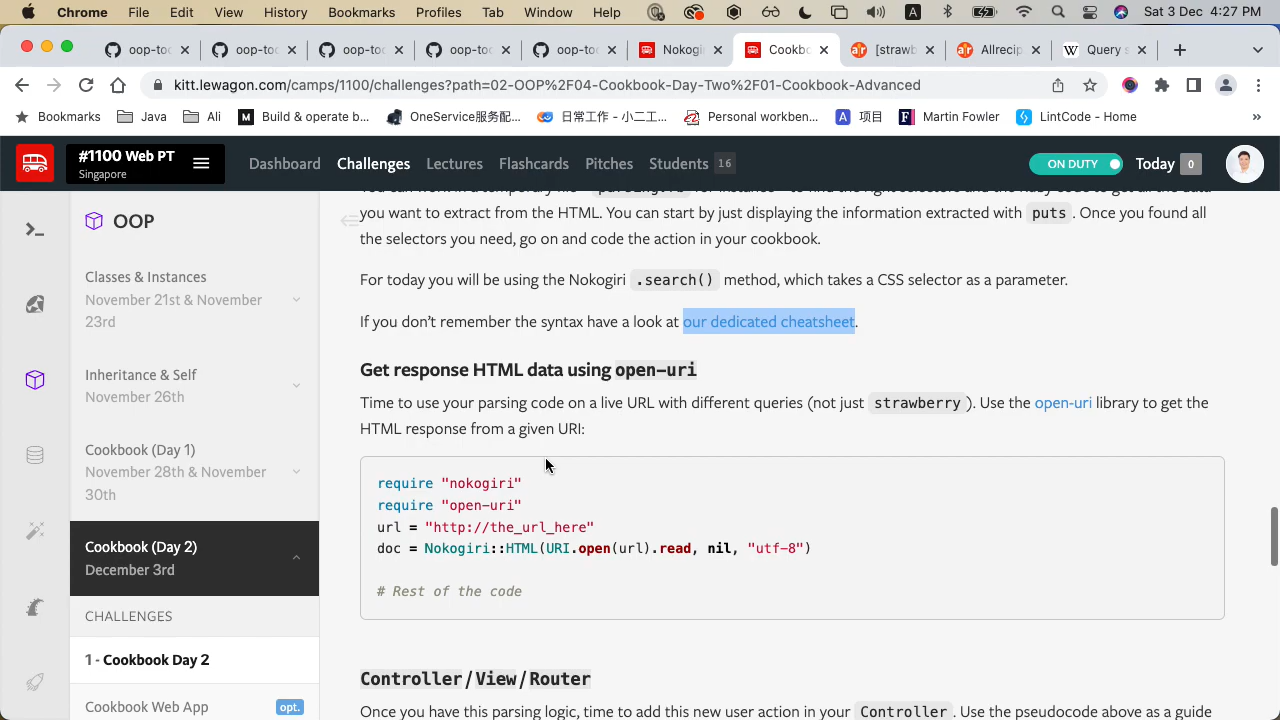 Chrome File Edit View History Bookmarks Profiles Tab Window Help A Sat 3 Dec 4:27 PM
oop-too × oop-too × oop-too × oop-too × oop-too × Nokogi × Cookb × ar [strawb × ar Allrecip × W Query s × +
kitt.lewagon.com/camps/1100/challenges?path=02-OOP%2F04-Cookbook-Day-Two%2F01-Cookbook-Advanced
Bookmarks Java Ali M Build & operate b... OneService服务配... 日常工作 - 小二工... Personal workben... A 项目 F Martin Fowler LintCode - Home »
#1100 Web PT
Singapore
Dashboard Challenges Lectures Flashcards Pitches Students 16 ON DUTY Today 0
OOP
Classes & Instances
November 21st & November
23rd
Inheritance & Self
November 26th
Cookbook (Day 1)
November 28th & November
30th
Cookbook (Day 2)
December 3rd
CHALLENGES
1 - Cookbook Day 2
Cookbook Web App opt.
you want to extract from the HTML. You can start by just displaying the information extracted with puts. Once you found all
the selectors you need, go on and code the action in your cookbook.
For today you will be using the Nokogiri .search() method, which takes a CSS selector as a parameter.
If you don’t remember the syntax have a look at our dedicated cheatsheet.
Get response HTML data using open-uri
Time to use your parsing code on a live URL with different queries (not just strawberry). Use the open-uri library to get the
HTML response from a given URI:
require "nokogiri"
require "open-uri"
url = "http://the_url_here"
doc = Nokogiri::HTML(URI.open(url).read, nil, "utf-8")
# Rest of the code
Controller/View/Router
Once you have this parsing logic, time to add this new user action in your Controller. Use the pseudocode above as a guide